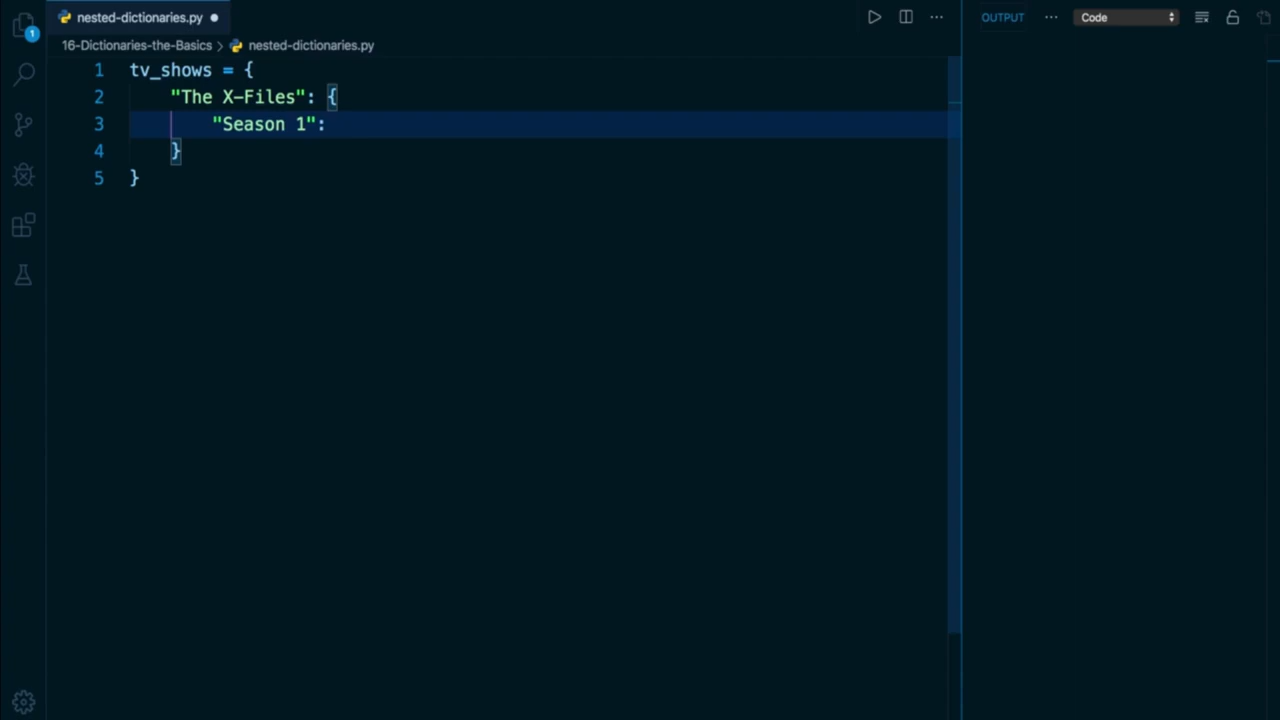 nested-dictionaries.py
OUTPUT
Code
1
16-Dictionaries-the-Basics > nested-dictionaries.py
1 tv_shows = {
2 "The X-Files": {
3 "Season 1":
4 }
5 }